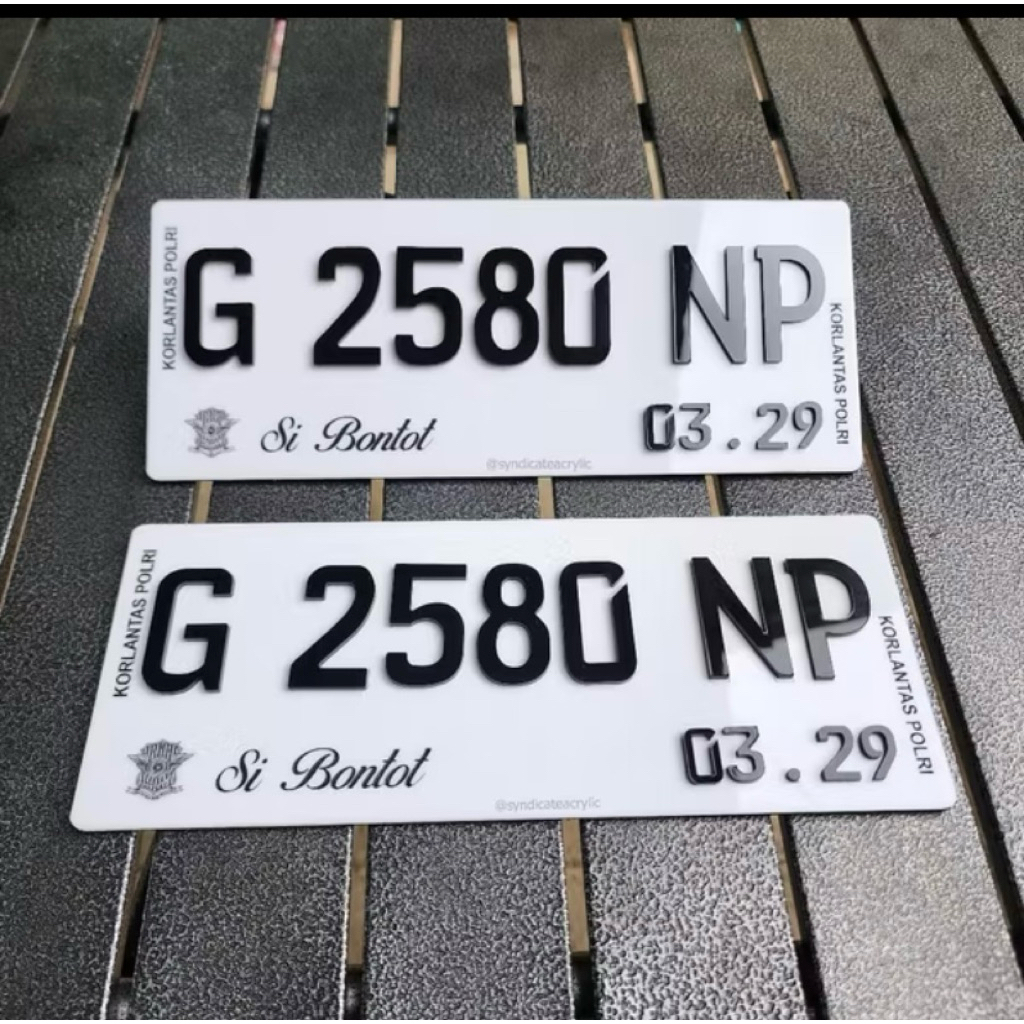 KORLANTAS POLRI
G 2580 NP
KORLANTAS POLRI
03.29
Si Bontot
@syndicateacrylic
KORLANTAS POLRI
G 2580 NP
KORLANTAS POLRI
03.29
Si Bontot
@syndicateacrylic